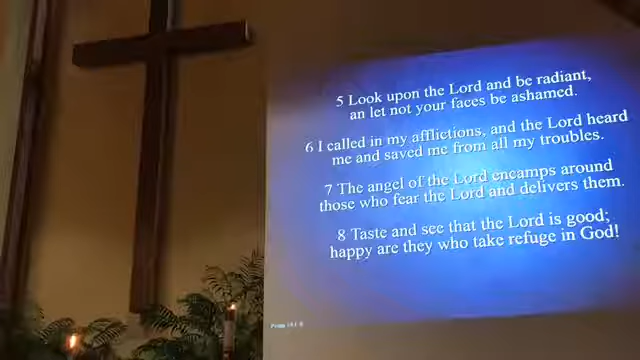 5 Look upon the Lord and be radiant,
an let not your faces be ashamed.
6 I called in my afflictions, and the Lord heard
me and saved me from all my troubles.
7 The angel of the Lord encamps around
those who fear the Lord and delivers them.
8 Taste and see that the Lord is good;
happy are they who take refuge in God!